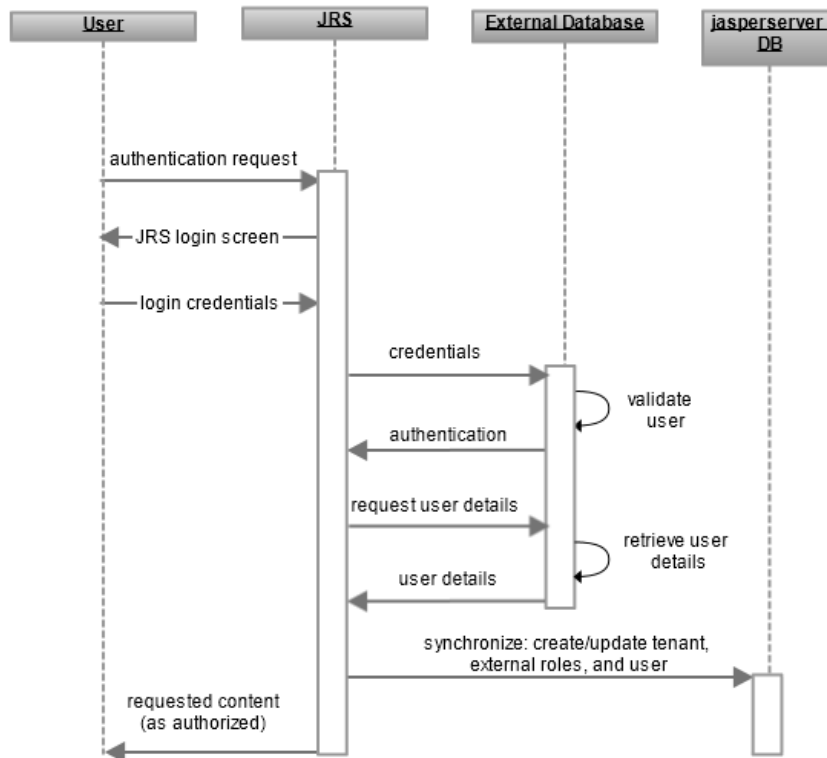 User
JRS
External Database
jasperserver
DB
authentication request
JRS login screen
login credentials
credentials
validate
user
authentication
request user details
retrieve user
details
user details
synchronize: create/update tenant,
external roles, and user
requested content
(as authorized)